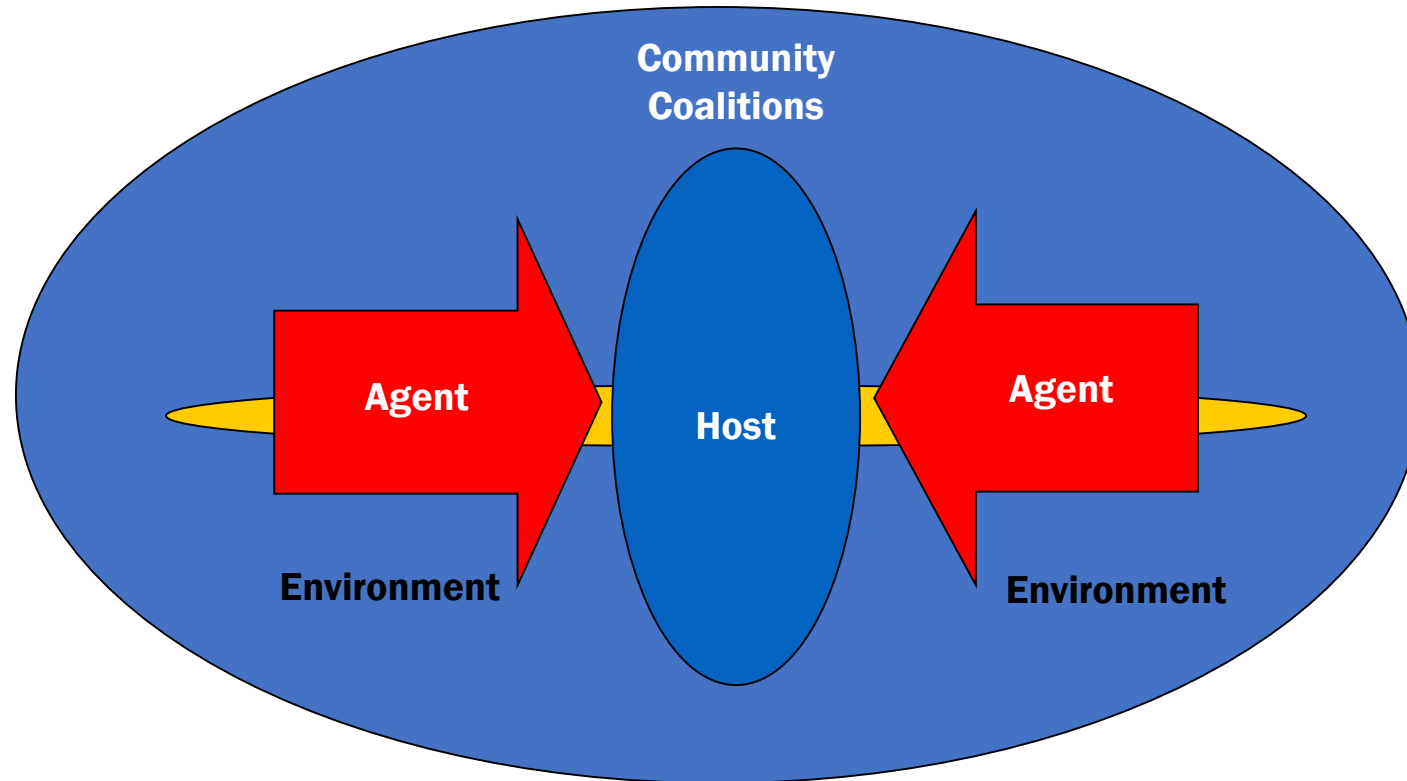 Community
Coalitions
Agent
Host
Agent
Environment
Environment